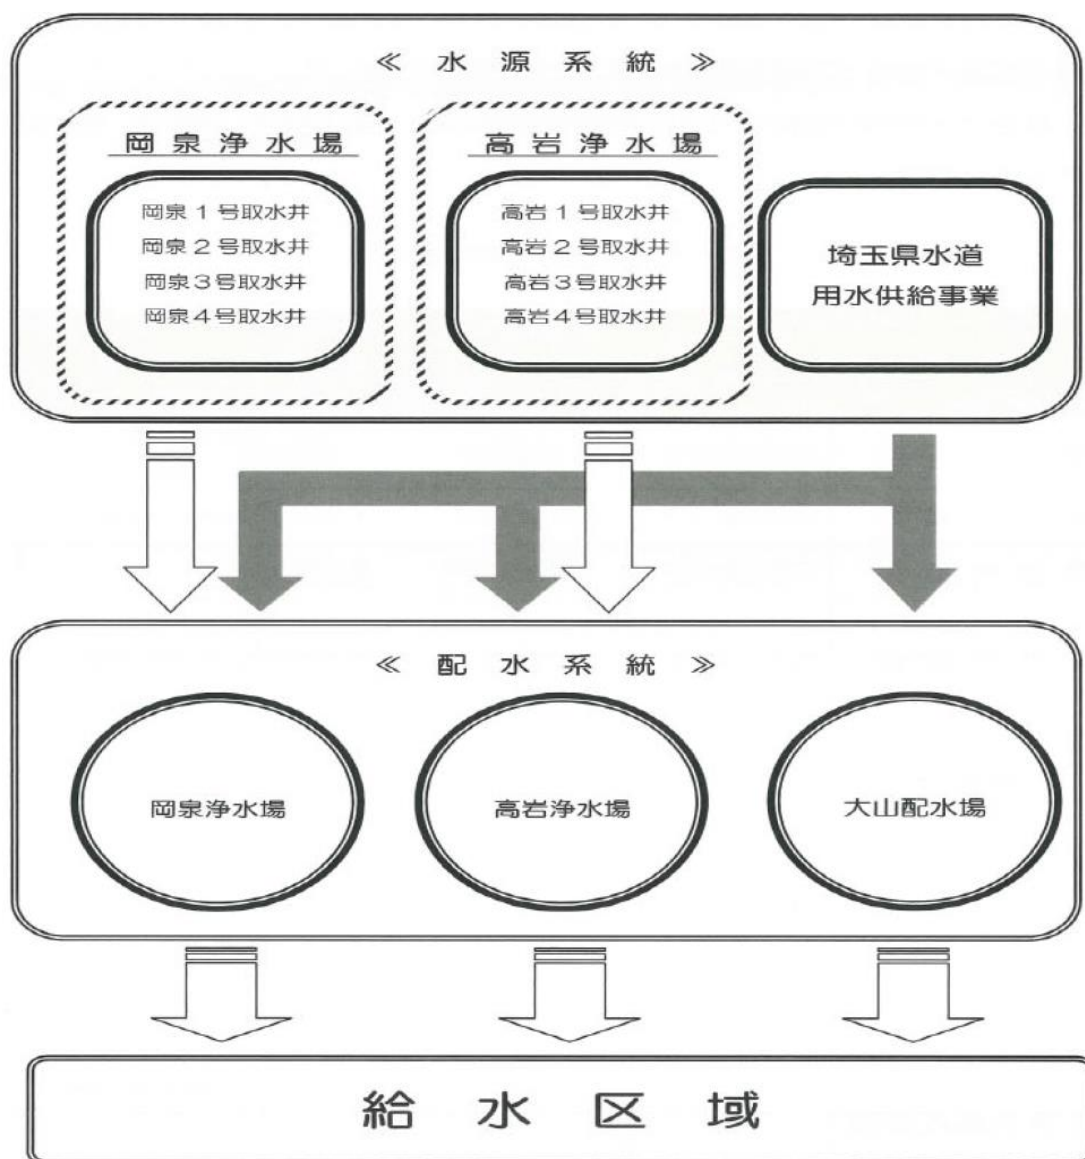 ≪ 水源系統 ≫
岡泉浄水場
岡泉1号取水井
岡泉2号取水井
岡泉3号取水井
岡泉4号取水井
高岩浄水場
高岩1号取水井
高岩2号取水井
高岩3号取水井
高岩4号取水井
埼玉県水道
用水供給事業
≪ 配水系統 ≫
岡泉浄水場
高岩浄水場
大山配水場
給水区域